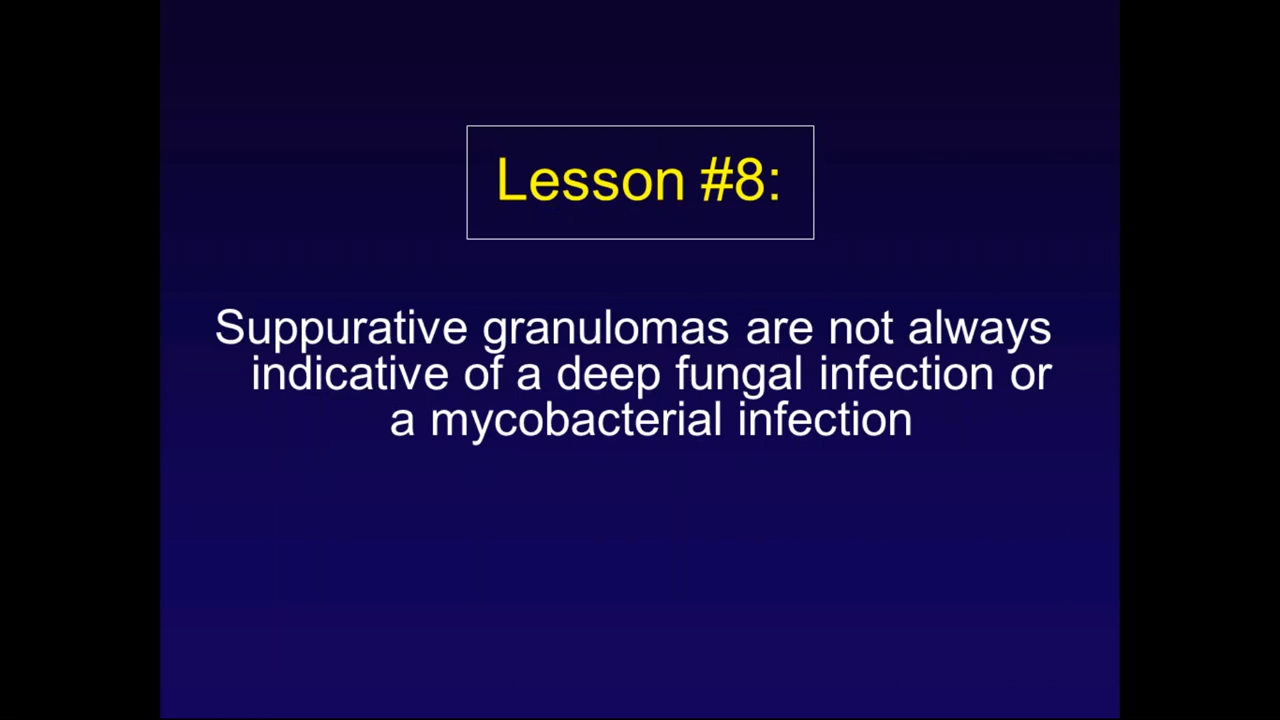 Lesson #8:
Suppurative granulomas are not always
indicative of a deep fungal infection or
a mycobacterial infection